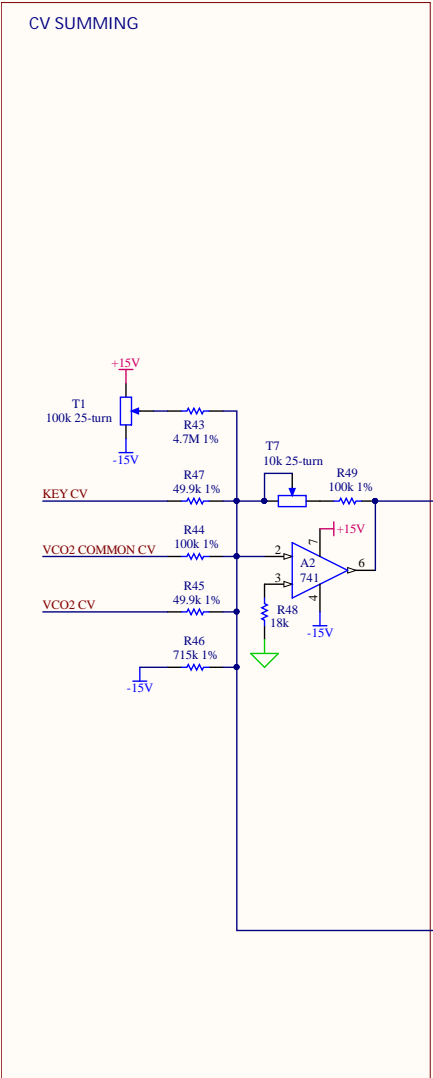 CV SUMMING
+15V
T1
100k 25-turn
-15V
R43
4.7M 1%
T7
10k 25-turn
R49
100k 1%
R47
49.9k 1%
KEY CV
R44
100k 1%
VCO2 COMMON CV
2
3
A2
741
7
+15V
6
4
-15V
R45
49.9k 1%
VCO2 CV
R48
18k
R46
715k 1%
-15V